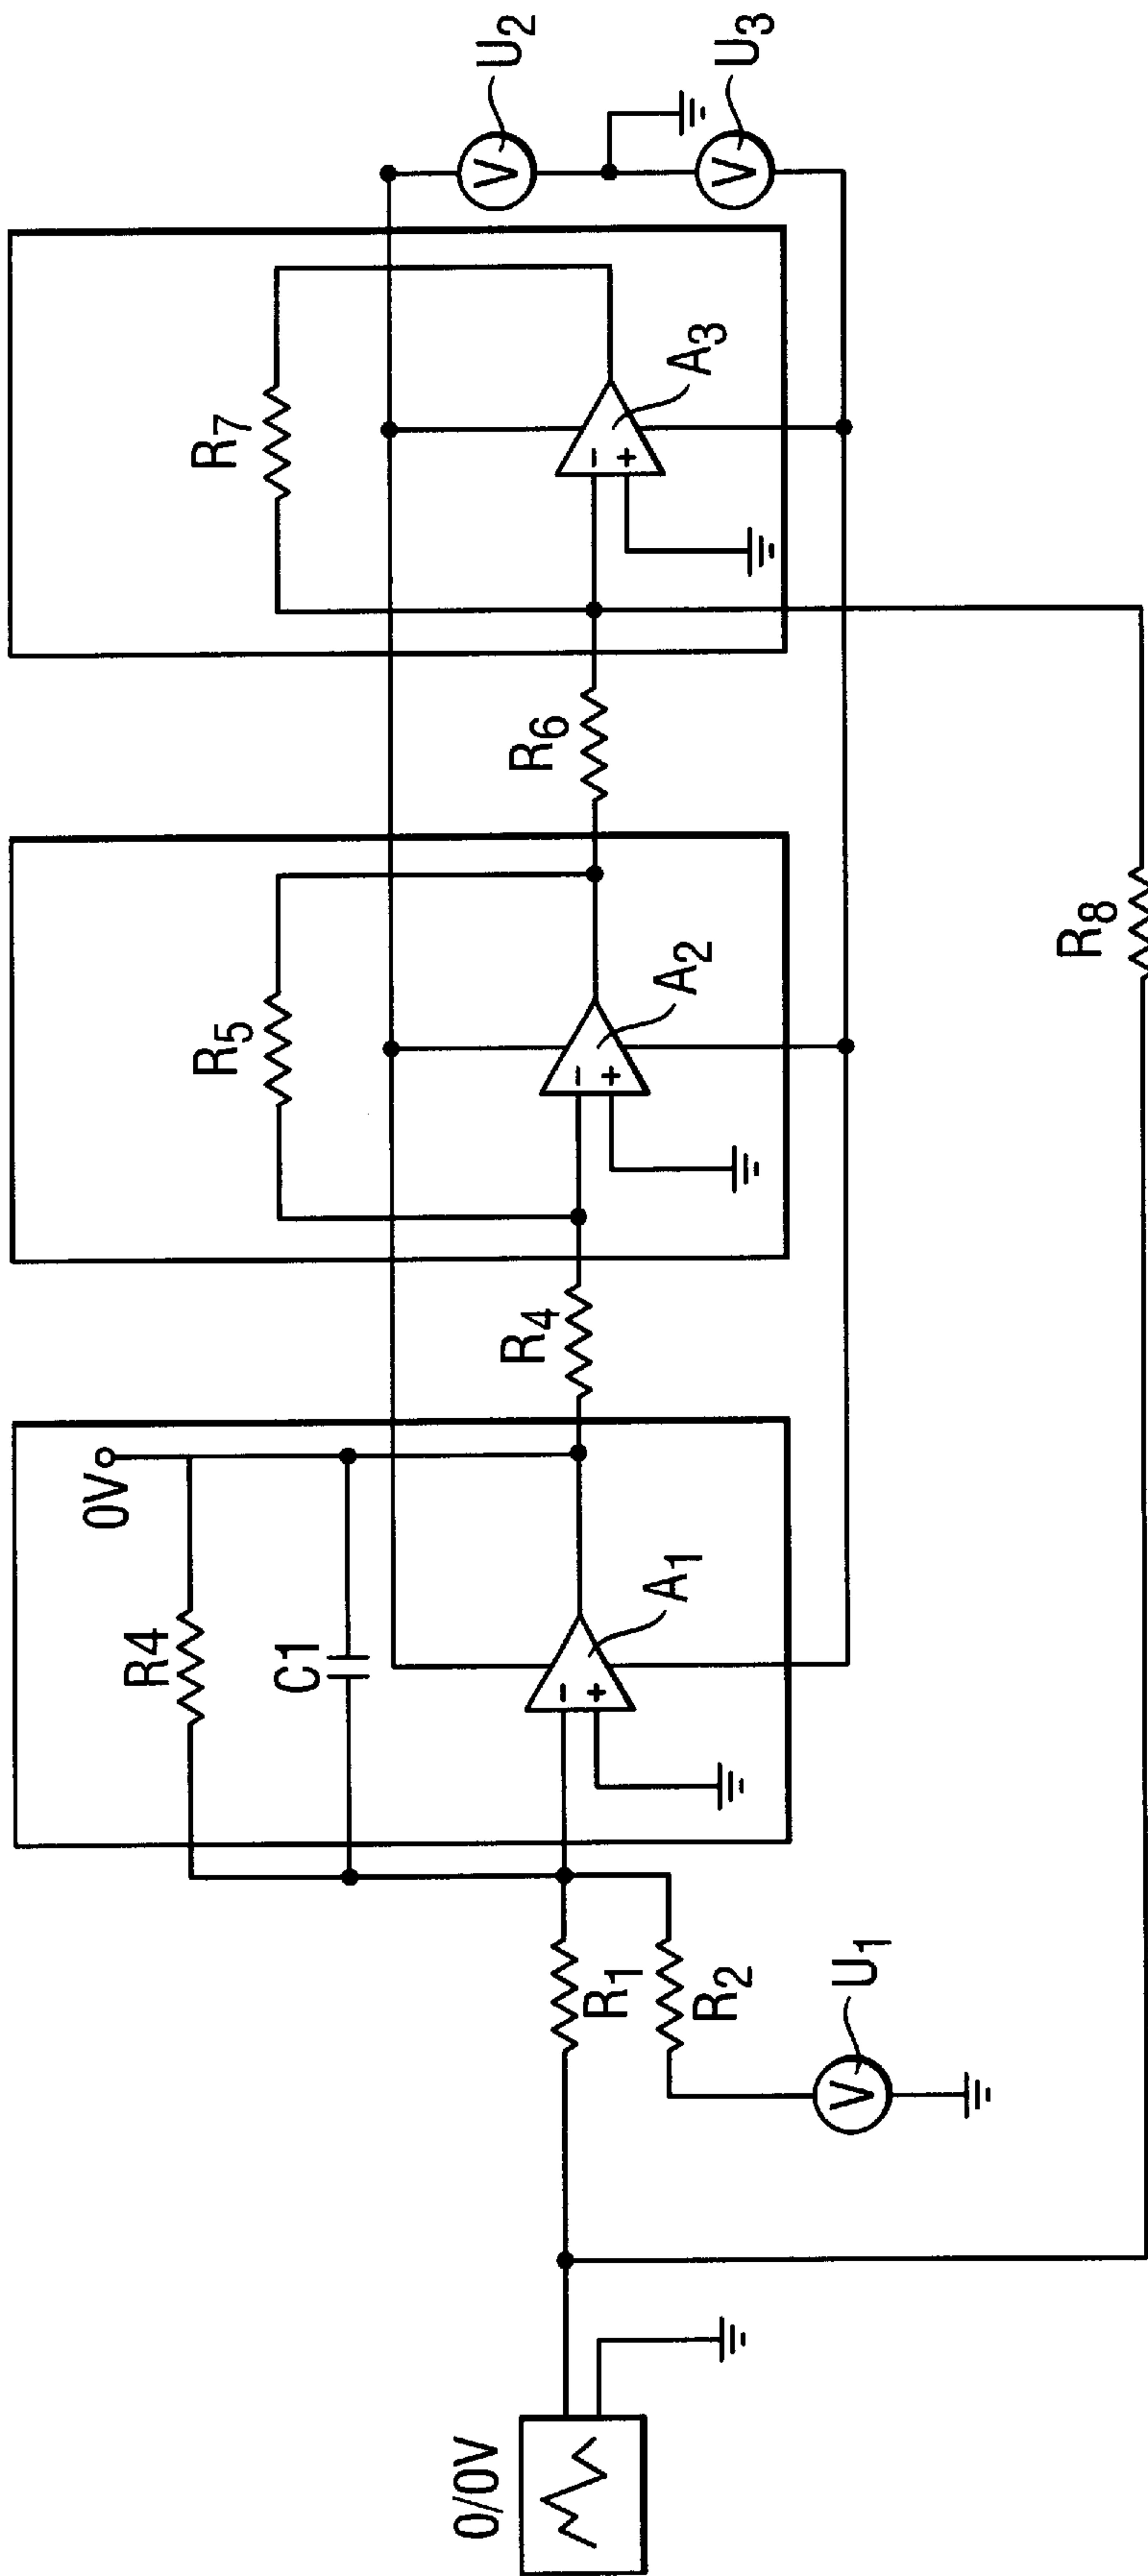 0/0V
R1
R2
U1
R4
C1
0V
A1
R4
R5
A2
R6
R7
A3
U2
U3
R8
V
V
V
-
+
-
+
-
+